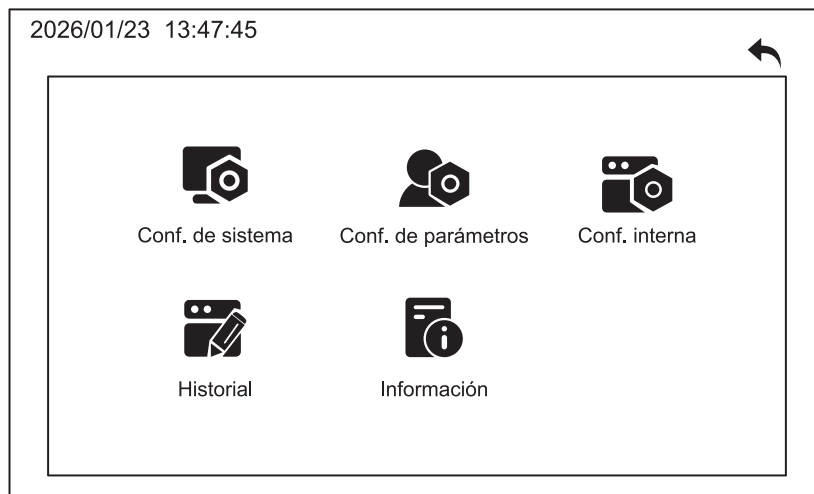 2026/01/23 13:47:45
Conf. de sistema
Conf. de parámetros
Conf. interna
Historial
Información